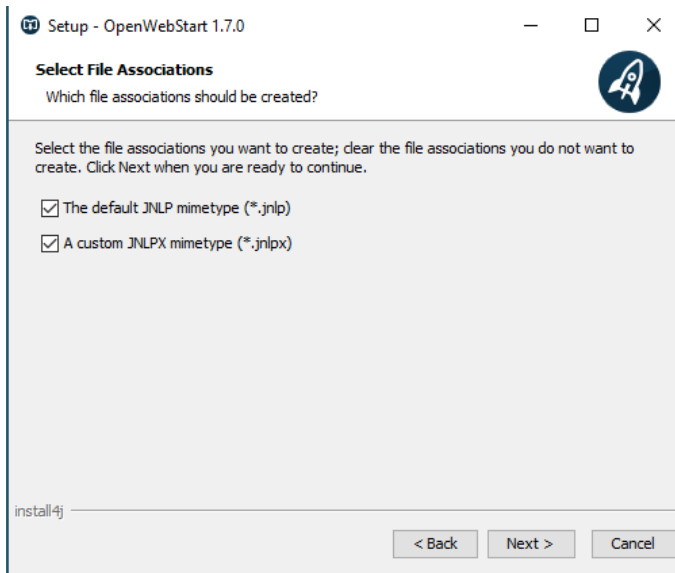 Setup - OpenWebStart 1.7.0
Select File Associations
Which file associations should be created?
Select the file associations you want to create; clear the file associations you do not want to
create. Click Next when you are ready to continue.
The default JNLP mimetype (*.jnlp)
A custom JNLPX mimetype (*.jnlpx)
install4j
< Back
Next >
Cancel